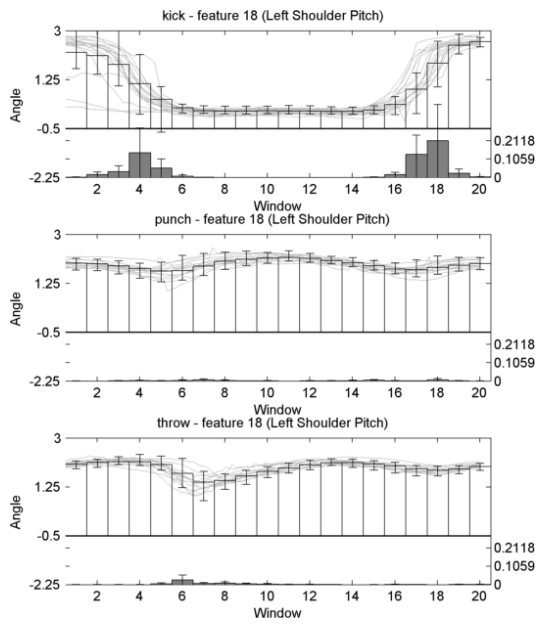 kick - feature 18 (Left Shoulder Pitch)
3
1.25
-0.5
-2.25
Angle
0.2118
0.1059
0
2 4 6 8 10 12 14 16 18 20
Window
punch - feature 18 (Left Shoulder Pitch)
3
1.25
-0.5
-2.25
Angle
0.2118
0.1059
0
2 4 6 8 10 12 14 16 18 20
Window
throw - feature 18 (Left Shoulder Pitch)
3
1.25
-0.5
-2.25
Angle
0.2118
0.1059
0
2 4 6 8 10 12 14 16 18 20
Window